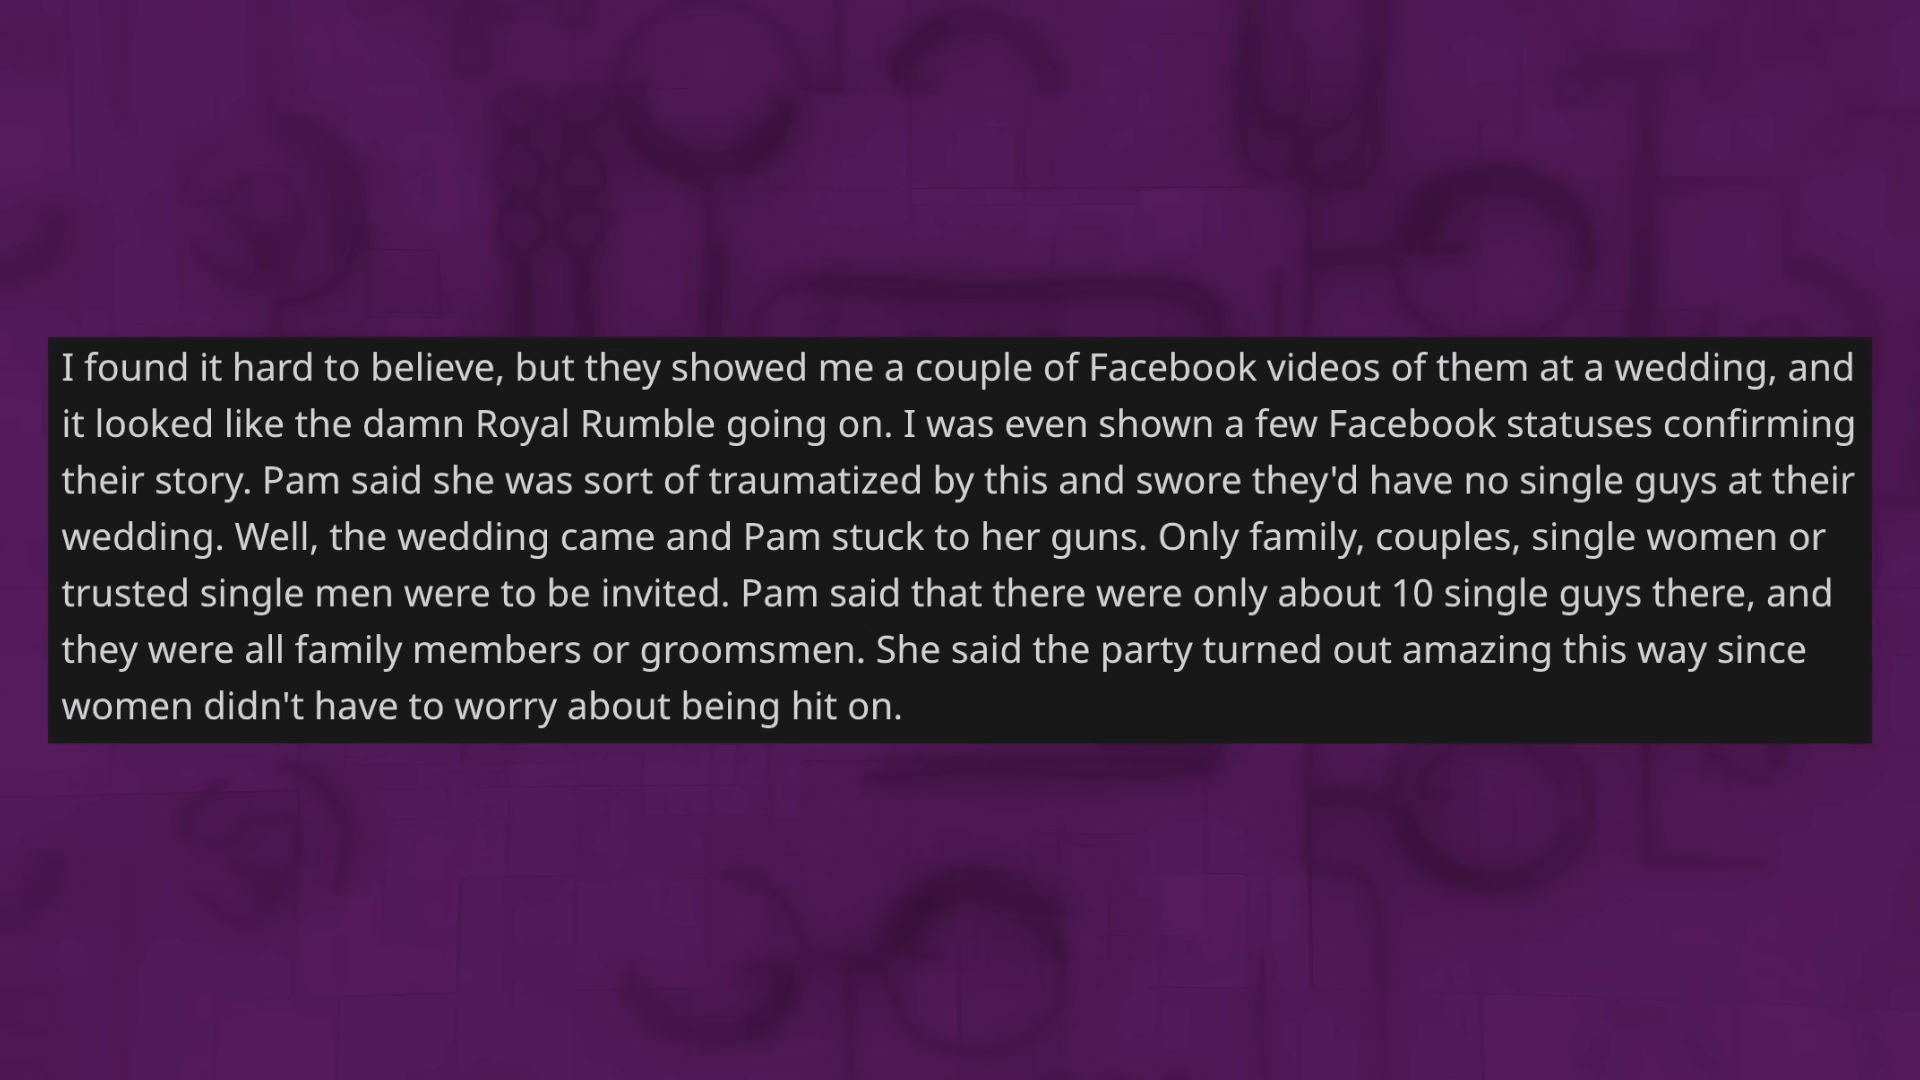 I found it hard to believe, but they showed me a couple of Facebook videos of them at a wedding, and
it looked like the damn Royal Rumble going on. I was even shown a few Facebook statuses confirming
their story. Pam said she was sort of traumatized by this and swore they'd have no single guys at their
wedding. Well, the wedding came and Pam stuck to her guns. Only family, couples, single women or
trusted single men were to be invited. Pam said that there were only about 10 single guys there, and
they were all family members or groomsmen. She said the party turned out amazing this way since
women didn't have to worry about being hit on.